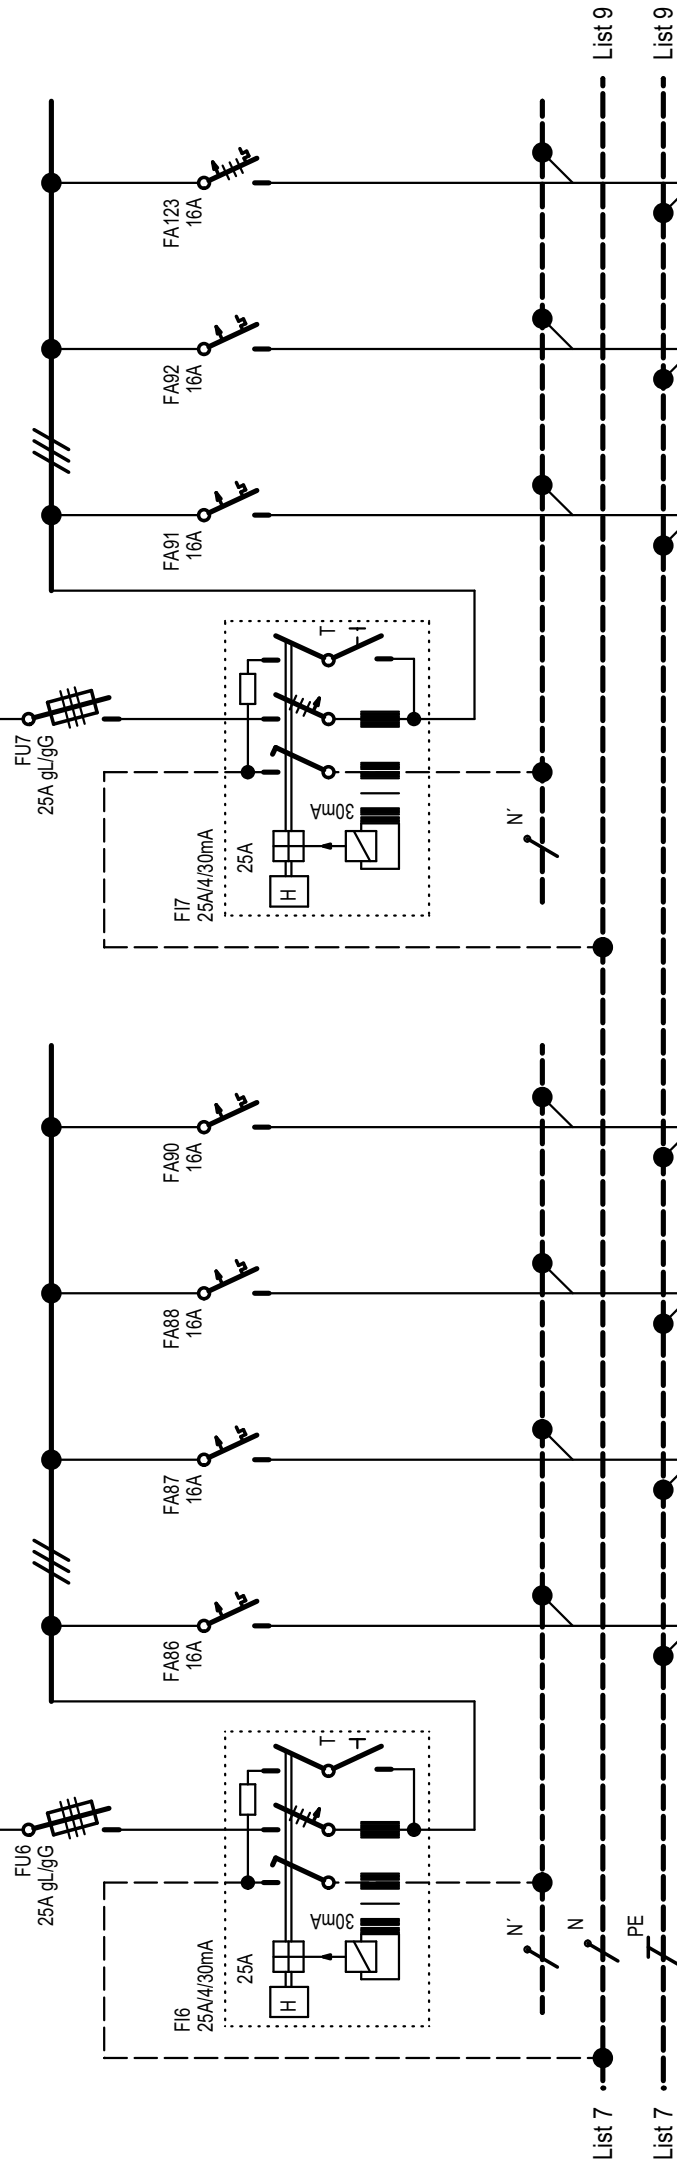 FU6
25A gL/gG
FI6
25A/4/30mA
25A
H
30mA
T
FA86
16A
FA87
16A
FA88
16A
FA90
16A
FU7
25A gL/gG
FI7
25A/4/30mA
25A
H
30mA
T
FA91
16A
FA92
16A
FA123
16A
N´
N´
N
PE
List 7
List 9
List 7
List 9